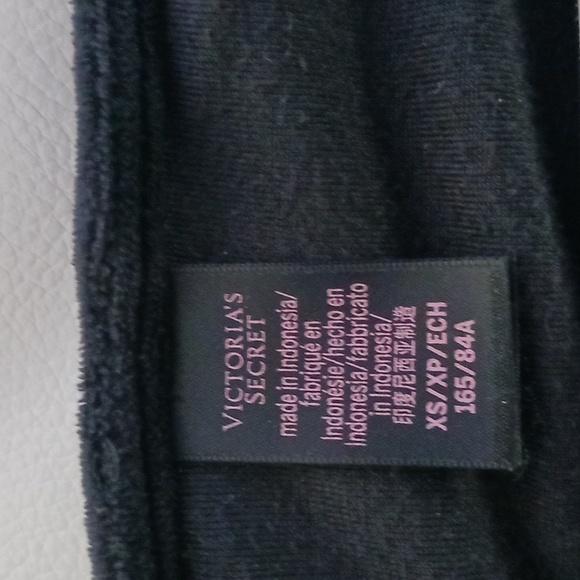 VICTORIA'S
SECRET
made in Indonesia/
fabriqué en
Indonésie/hecho en
Indonesia/fabbricato
in Indonesia/
印度尼西亚制造
XS/XP/ECH
165/84A